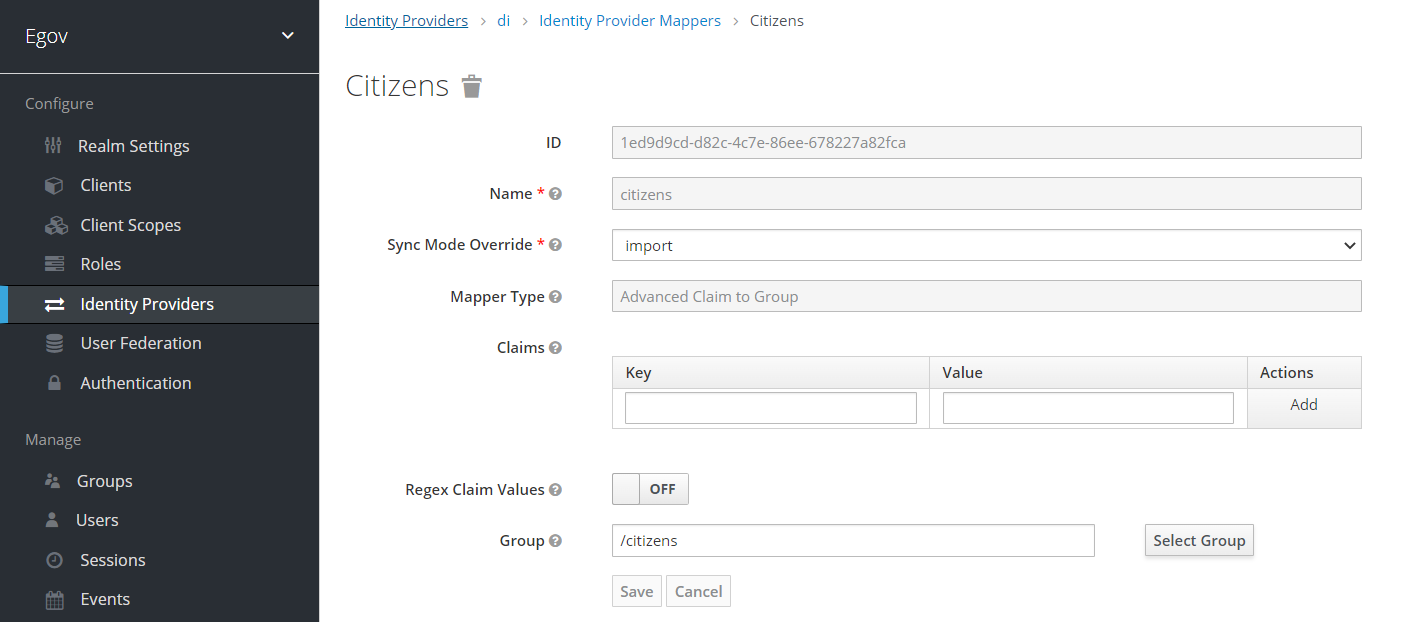 Egov
Configure
Realm Settings
Clients
Client Scopes
Roles
Identity Providers
User Federation
Authentication
Manage
Groups
Users
Sessions
Events
Identity Providers > di > Identity Provider Mappers > Citizens
Citizens
ID 1ed9d9cd-d82c-4c7e-86ee-678227a82fca
Name * citizens
Sync Mode Override * import
Mapper Type Advanced Claim to Group
Claims
Key Value Actions
Add
Regex Claim Values OFF
Group /citizens Select Group
Save Cancel